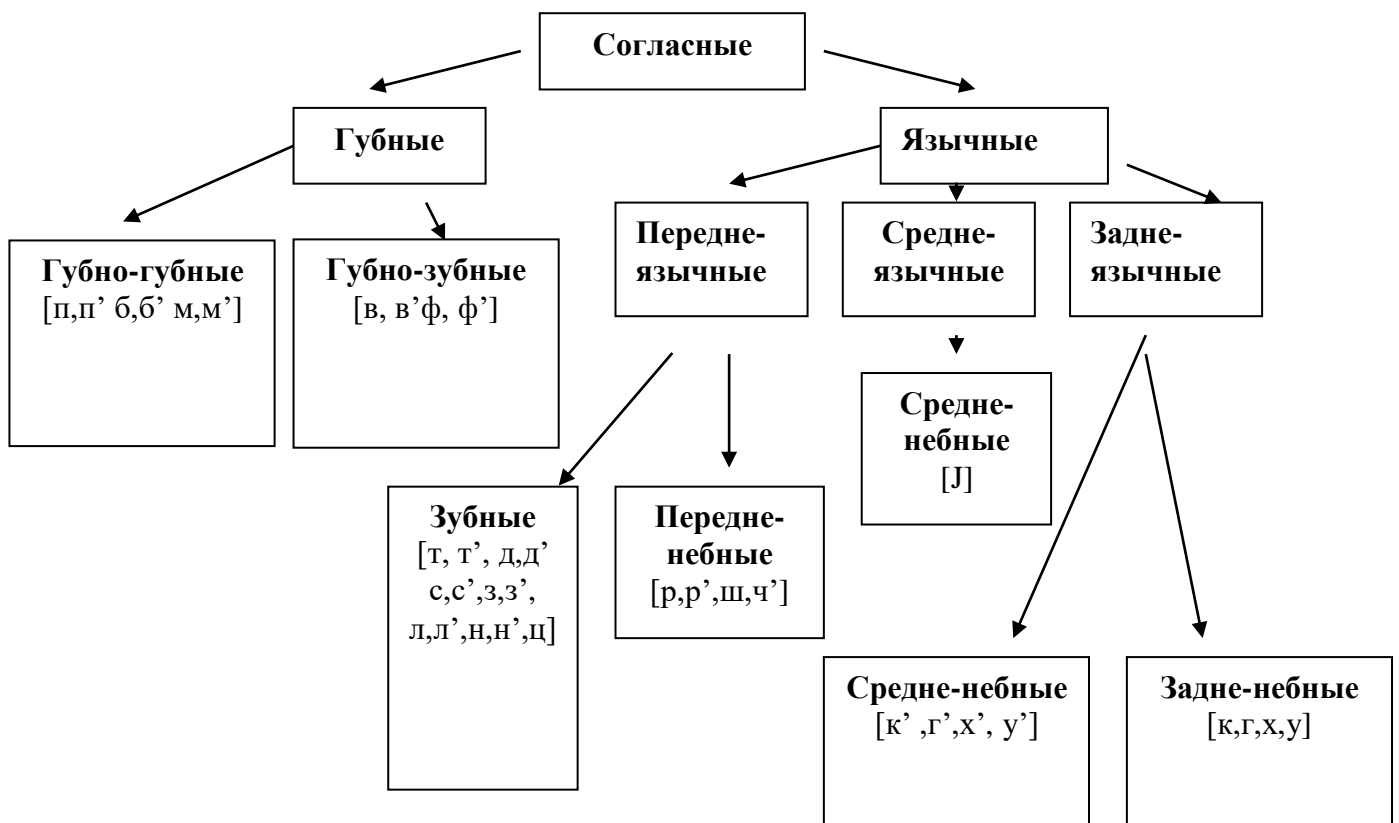 Согласные
Губные
Язычные
Губно-губные
[п,п’ б,б’ м,м’]
Губно-зубные
[в, в’ф, ф’]
Передне-
язычные
Средне-
язычные
Задне-
язычные
Средне-
небные
[J]
Зубные
[т, т’, д,д’
с,с’,з,з’,
л,л’,н,н’,ц]
Передне-
небные
[р,р’,ш,ч’]
Средне-небные
[к’ ,г’,х’, у’]
Задне-небные
[к,г,х,у]